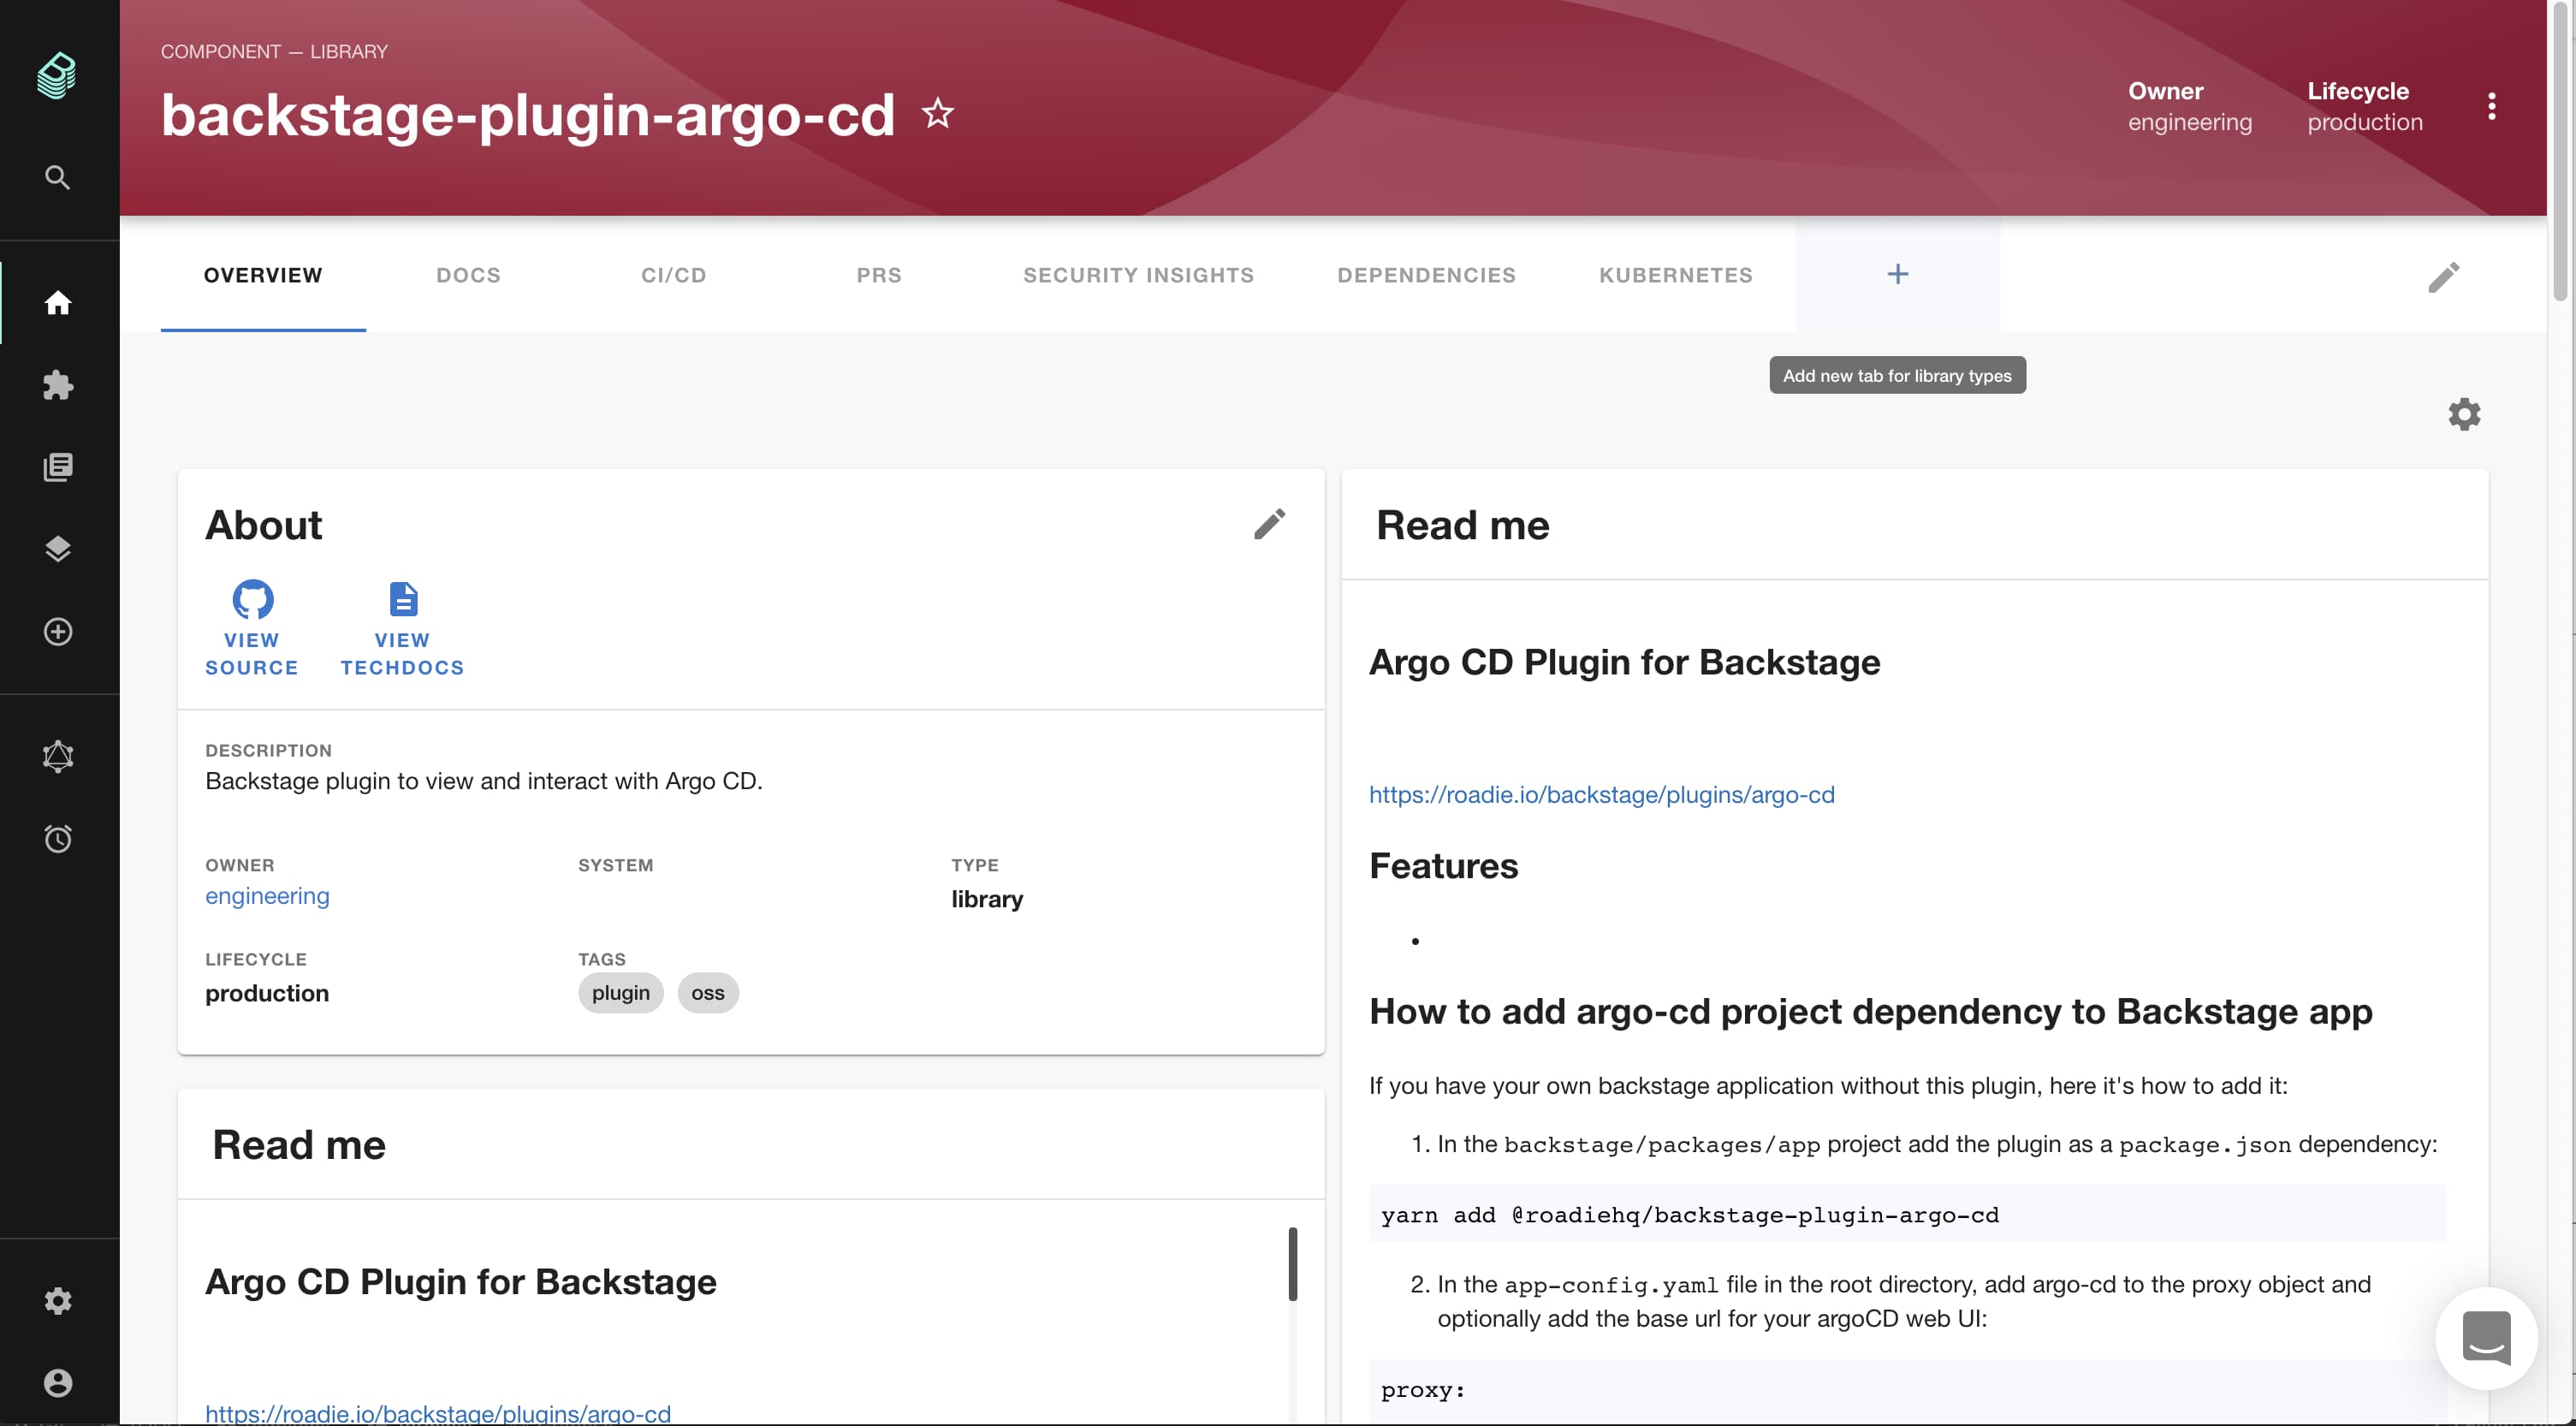 COMPONENT — LIBRARY
backstage-plugin-argo-cd
Owner
engineering
Lifecycle
production
OVERVIEW
DOCS
CI/CD
PRS
SECURITY INSIGHTS
DEPENDENCIES
KUBERNETES
+
Add new tab for library types
About
VIEW
SOURCE
VIEW
TECHDOCS
DESCRIPTION
Backstage plugin to view and interact with Argo CD.
OWNER
engineering
SYSTEM
TYPE
library
LIFECYCLE
production
TAGS
plugin
oss
Read me
Argo CD Plugin for Backstage
https://roadie.io/backstage/plugins/argo-cd
Read me
Argo CD Plugin for Backstage
https://roadie.io/backstage/plugins/argo-cd
Features
•
How to add argo-cd project dependency to Backstage app
If you have your own backstage application without this plugin, here it's how to add it:
1. In the backstage/packages/app project add the plugin as a package.json dependency:
yarn add @roadiehq/backstage-plugin-argo-cd
2. In the app-config.yaml file in the root directory, add argo-cd to the proxy object and
optionally add the base url for your argoCD web UI:
proxy: